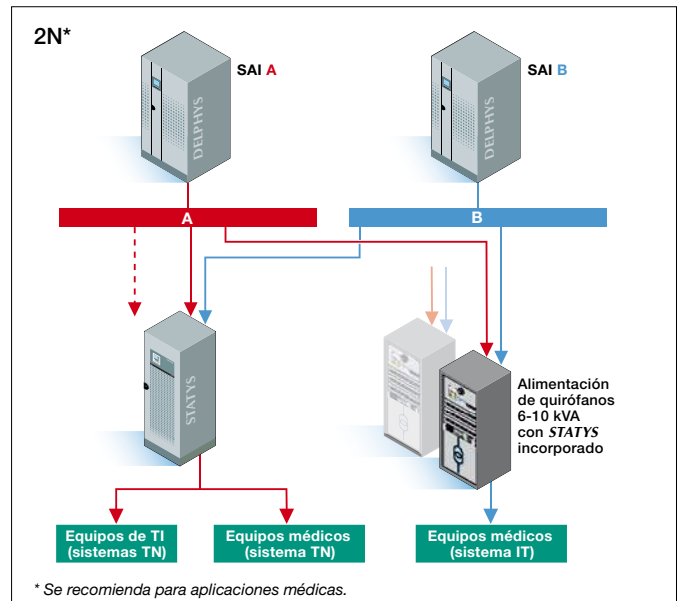 2N*
SAI A
SAI B
DELPHYS
DELPHYS
A
B
STATYS
Alimentación
de quirófanos
6-10 kVA
con STATYS
incorporado
Equipos de TI
(sistemas TN)
Equipos médicos
(sistema TN)
Equipos médicos
(sistema IT)
* Se recomienda para aplicaciones médicas.